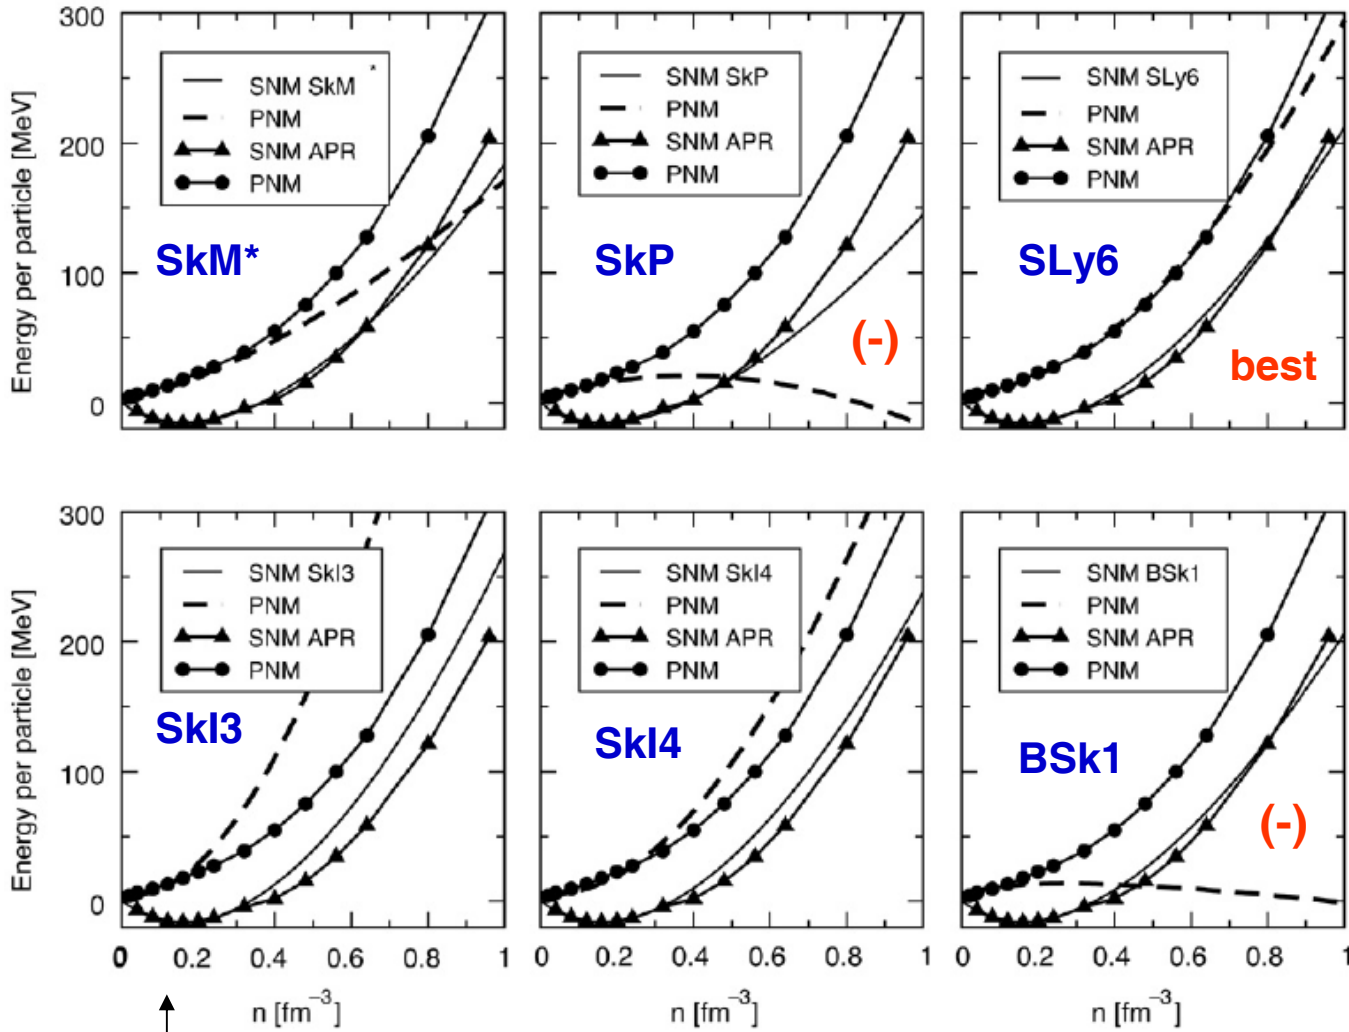 Energy per particle [MeV]
300
200
100
0
SNM SkM*
PNM
SNM APR
PNM
SkM*
SNM SkP
PNM
SNM APR
PNM
SkP
(-)
SNM SLy6
PNM
SNM APR
PNM
SLy6
best
Energy per particle [MeV]
300
200
100
0
SNM SkI3
PNM
SNM APR
PNM
SkI3
SNM SkI4
PNM
SNM APR
PNM
SkI4
SNM BSk1
PNM
SNM APR
PNM
BSk1
(-)
0 0.2 0.4 0.6 0.8 1
0 0.2 0.4 0.6 0.8 1
0 0.2 0.4 0.6 0.8 1
n [fm⁻³]
n [fm⁻³]
n [fm⁻³]